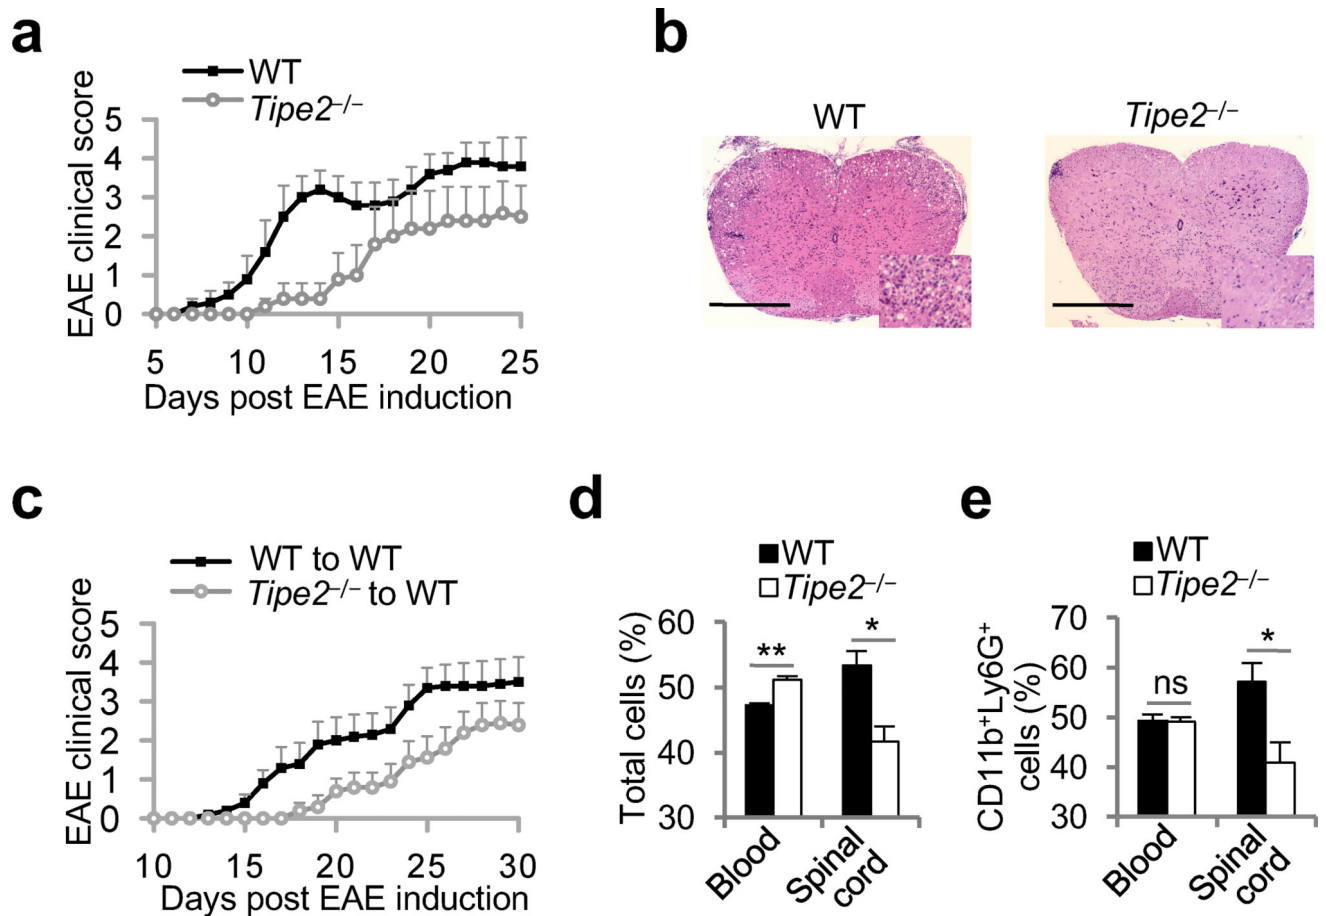 a
WT
Tipe2–/–
EAE clinical score
5
4
3
2
1
0
5 10 15 20 25
Days post EAE induction
b
WT
Tipe2–/–
c
WT to WT
Tipe2–/– to WT
EAE clinical score
5
4
3
2
1
0
10 15 20 25 30
Days post EAE induction
d
WT
Tipe2–/–
Total cells (%)
60
50
40
30
**
*
Blood
Spinal
cord
e
WT
Tipe2–/–
CD11b+Ly6G+
cells (%)
70
60
50
40
30
ns
*
Blood
Spinal
cord